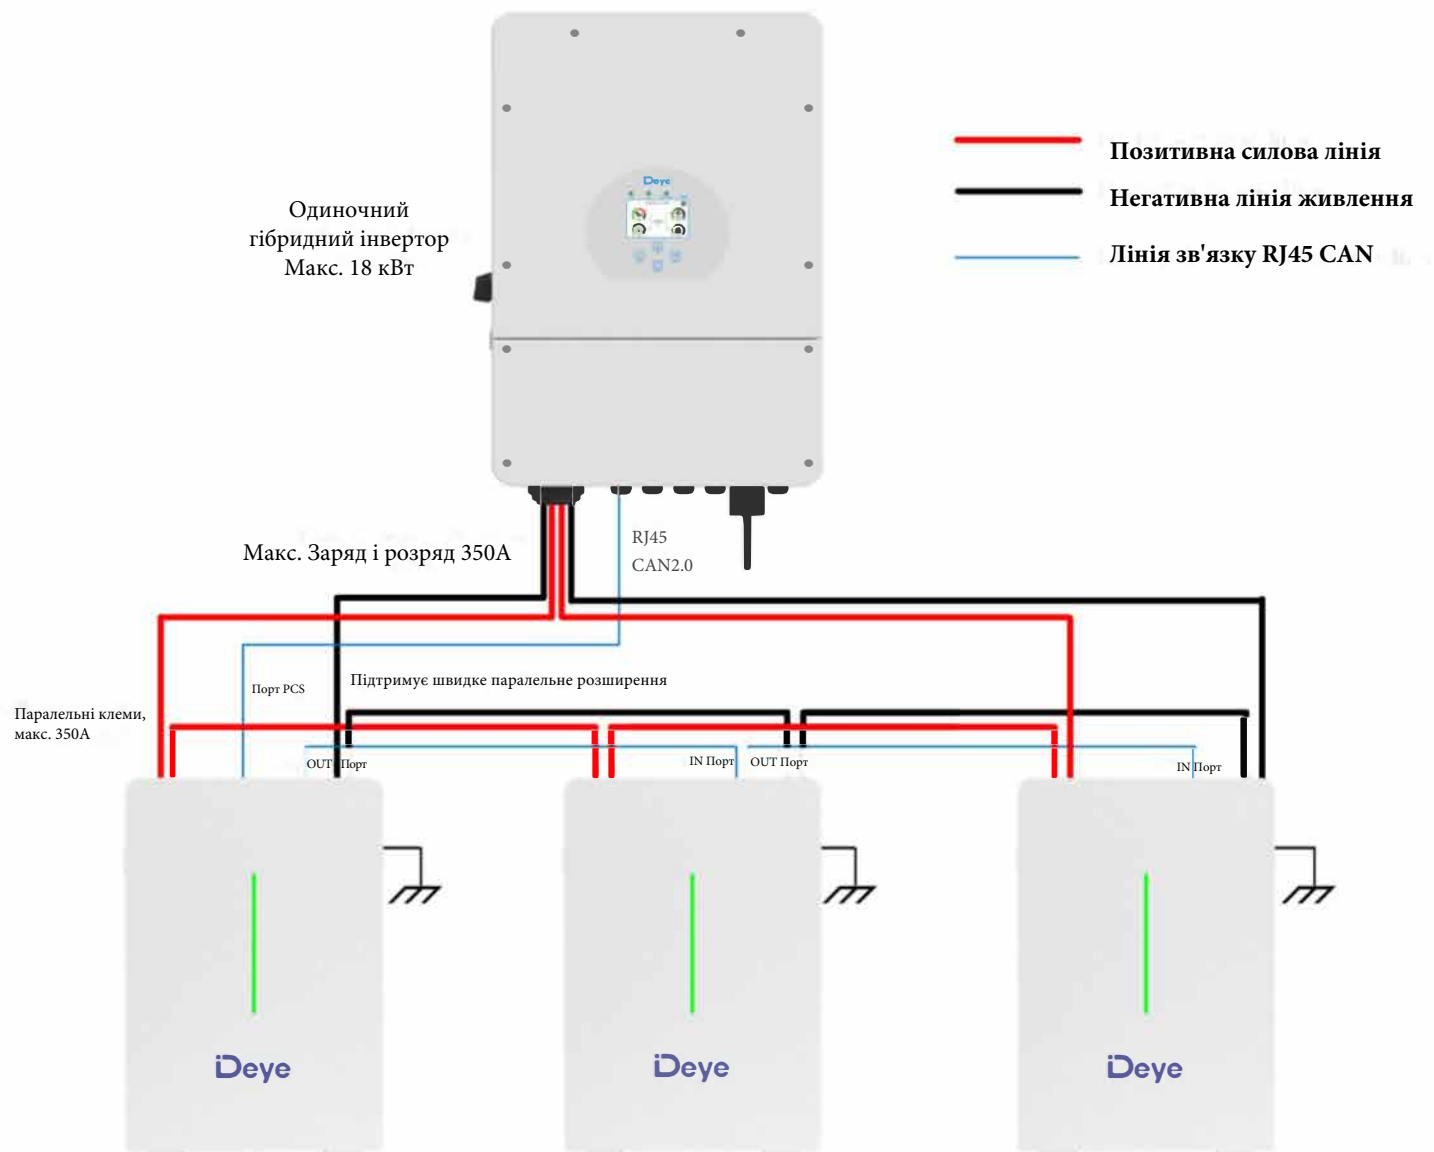 Deye
Одиночний
гібридний інвертор
Макс. 18 кВт
Позитивна силова лінія
Негативна лінія живлення
Лінія зв'язку RJ45 CAN
Макс. Заряд і розряд 350А
RJ45
CAN2.0
Порт PCS
Підтримує швидке паралельне розширення
Паралельні клеми,
макс. 350А
OUT Порт
IN Порт
OUT Порт
IN Порт
Deye
Deye
Deye